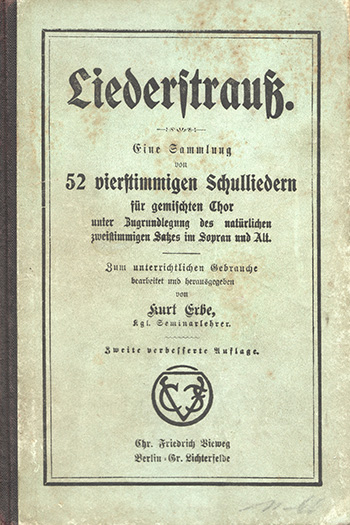 Liederstrauß.
Eine Sammlung
von
52 vierstimmigen Schulliedern
für gemischten Chor
unter Zugrundlegung des natürlichen
zweistimmigen Satzes im Sopran und Alt.
Zum unterrichtlichen Gebrauche
bearbeitet und herausgegeben
von
Kurt Erbe,
Kgl. Seminarlehrer.
Zweite verbesserte Auflage.
Chr. Friedrich Vieweg
Berlin-Gr. Lichterfelde